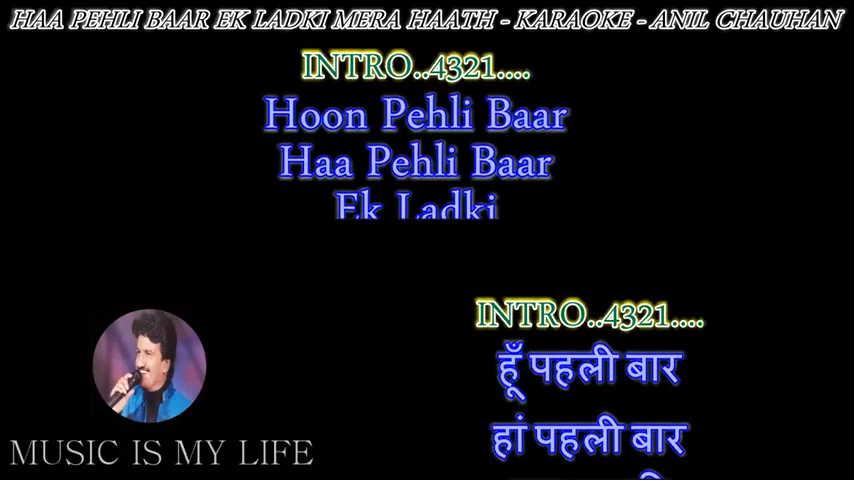 HAA PEHLI BAAR EK LADKI MERA HAATH - KARAOKE - ANIL CHAUHAN
INTRO..4321....
Hoon Pehli Baar
Haa Pehli Baar
Ek Ladki
INTRO..4321....
हूँ पहली बार
हां पहली बार
MUSIC IS MY LIFE